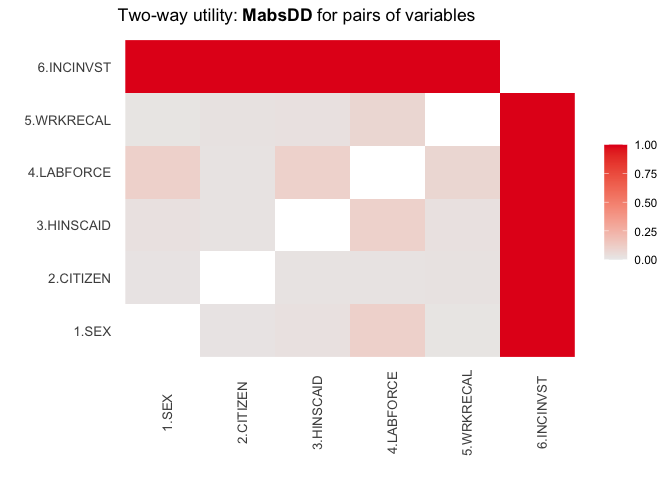 Two-way utility: MabsDD for pairs of variables
6.INCINVST
5.WRKRECAL
4.LABFORCE
3.HINSCAID
2.CITIZEN
1.SEX
1.00
0.75
0.50
0.25
0.00
1.SEX
2.CITIZEN
3.HINSCAID
4.LABFORCE
5.WRKRECAL
6.INCINVST